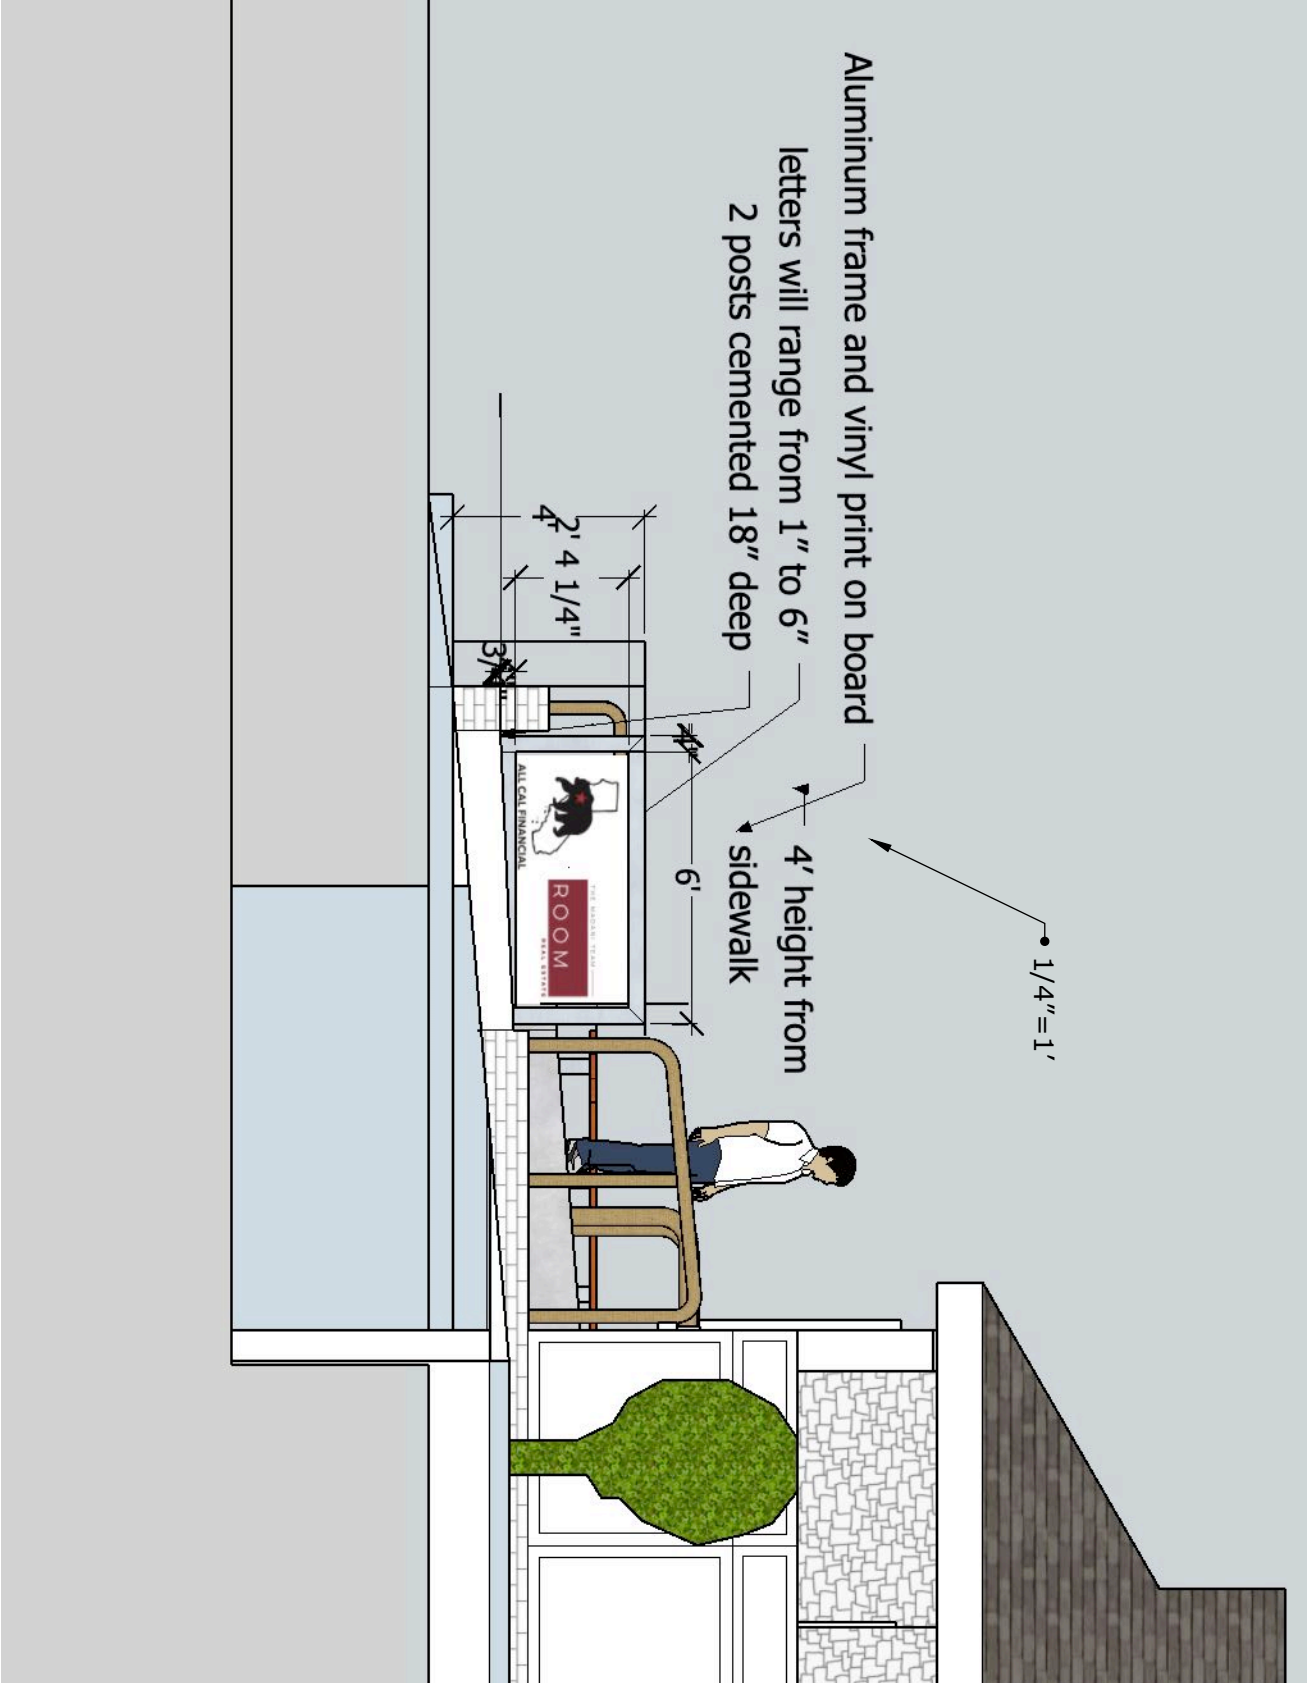 Aluminum frame and vinyl print on board
letters will range from 1" to 6"
2 posts cemented 18" deep
1/4"=1'
4' height from
sidewalk
4'
2' 4 1/4"
4"
6'
ALL CAL FINANCIAL
THE MADANI TEAM
ROOM
REAL ESTATE